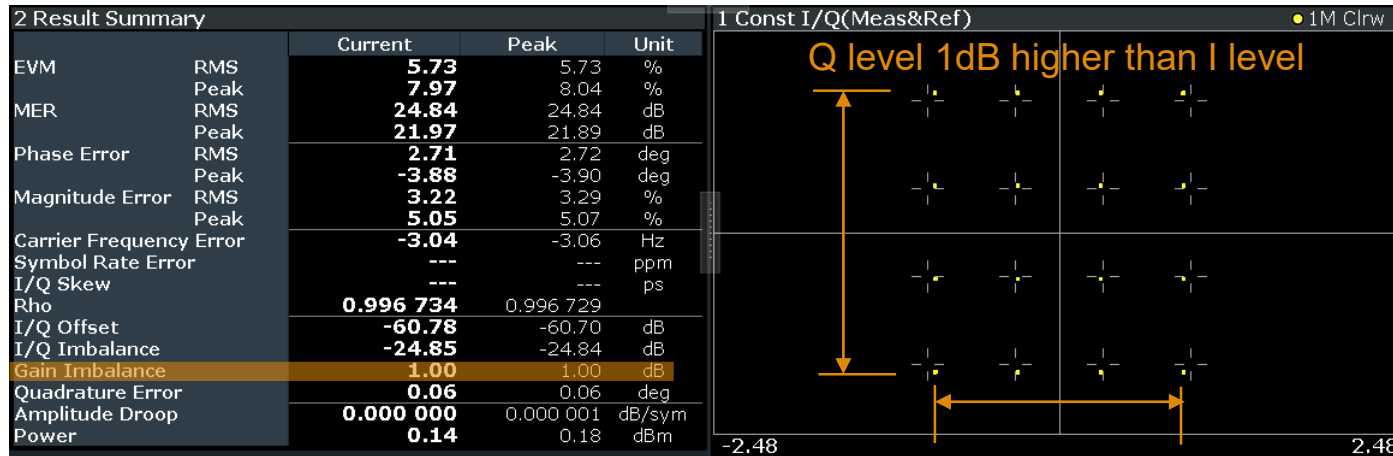 2 Result Summary
Current Peak Unit
EVM RMS 5.73 5.73 %
Peak 7.97 8.04 %
MER RMS 24.84 24.84 dB
Peak 21.97 21.89 dB
Phase Error RMS 2.71 2.72 deg
Peak -3.88 -3.90 deg
Magnitude Error RMS 3.22 3.29 %
Peak 5.05 5.07 %
Carrier Frequency Error -3.04 -3.06 Hz
Symbol Rate Error --- --- ppm
I/Q Skew --- --- ps
Rho 0.996 734 0.996 729
I/Q Offset -60.78 -60.70 dB
I/Q Imbalance -24.85 -24.84 dB
Gain Imbalance 1.00 1.00 dB
Quadrature Error 0.06 0.06 deg
Amplitude Droop 0.000 000 0.000 001 dB/sym
Power 0.14 0.18 dBm
1 Const I/Q(Meas&Ref) 1M Clrw
Q level 1dB higher than I level
-2.48 2.48